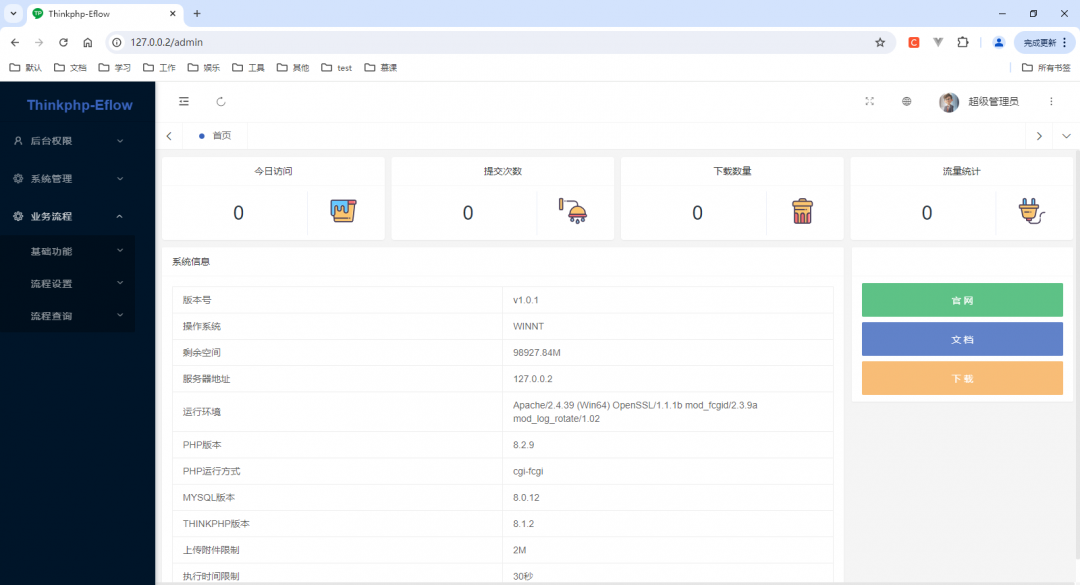 Thinkphp-Eflow
127.0.0.2/admin
完成更新
默认 文档 学习 工作 娱乐 工具 其他 test 慕课
所有书签
Thinkphp-Eflow
超级管理员
后台权限
系统管理
业务流程
基础功能
流程设置
流程查询
首页
今日访问
0
提交次数
0
下载数量
0
流量统计
0
系统信息
版本号 v1.0.1
操作系统 WINNT
剩余空间 98927.84M
服务器地址 127.0.0.2
运行环境 Apache/2.4.39 (Win64) OpenSSL/1.1.1b mod_fcgid/2.3.9a
mod_log_rotate/1.02
PHP版本 8.2.9
PHP运行方式 cgi-fcgi
MYSQL版本 8.0.12
THINKPHP版本 8.1.2
上传附件限制 2M
执行时间限制 30秒
官网
文档
下载